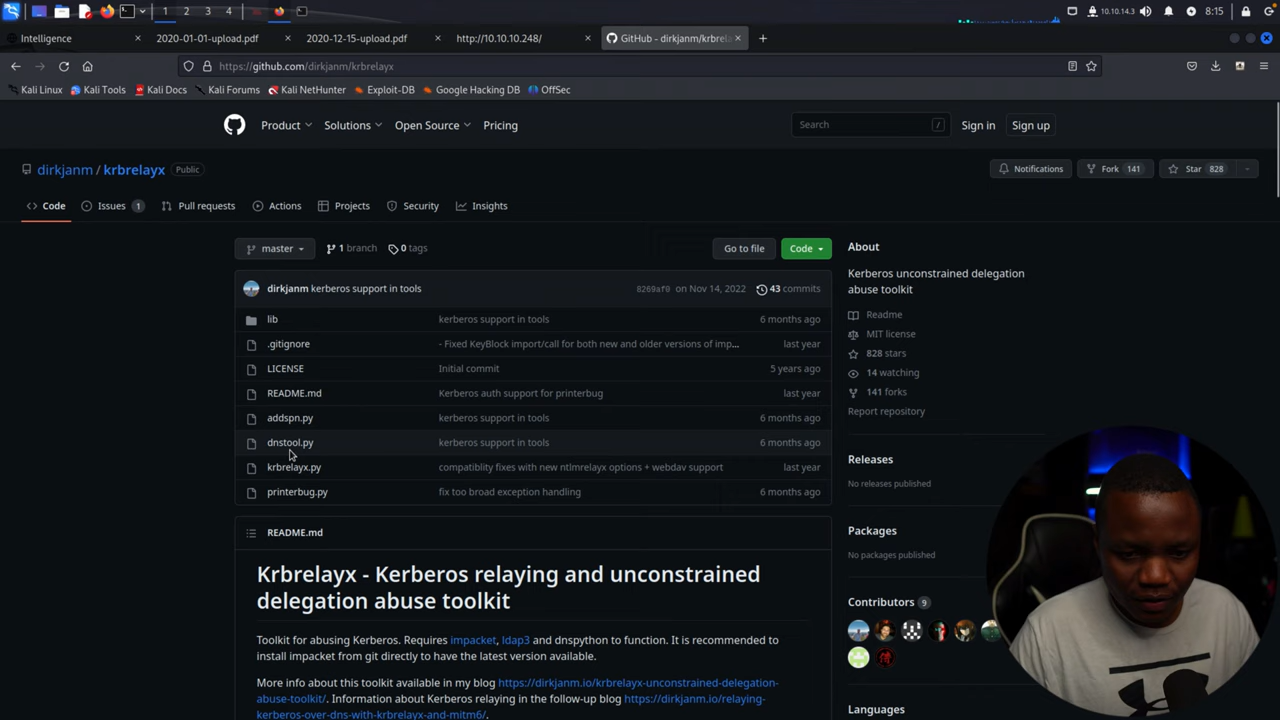 1 2 3 4 10.10.14.3 8:15
Intelligence 2020-01-01-upload.pdf 2020-12-15-upload.pdf http://10.10.10.248/ GitHub - dirkjanm/krbrela
https://github.com/dirkjanm/krbrelayx
Kali Linux Kali Tools Kali Docs Kali Forums Kali NetHunter Exploit-DB Google Hacking DB OffSec
Product Solutions Open Source Pricing Search / Sign in Sign up
dirkjanm / krbrelayx Public Notifications Fork 141 Star 828
Code Issues 1 Pull requests Actions Projects Security Insights
master 1 branch 0 tags Go to file Code
About
Kerberos unconstrained delegation
abuse toolkit
Readme
MIT license
828 stars
14 watching
141 forks
Report repository
dirkjanm kerberos support in tools 8269af0 on Nov 14, 2022 43 commits
lib kerberos support in tools 6 months ago
.gitignore - Fixed KeyBlock import/call for both new and older versions of imp... last year
LICENSE Initial commit 5 years ago
README.md Kerberos auth support for printerbug last year
addspn.py kerberos support in tools 6 months ago
dnstool.py kerberos support in tools 6 months ago
krbrelayx.py compatiblity fixes with new ntlmrelayx options + webdav support last year
printerbug.py fix too broad exception handling 6 months ago
Releases
No releases published
Packages
No packages published
Contributors 9
Languages
README.md
Krbrelayx - Kerberos relaying and unconstrained
delegation abuse toolkit
Toolkit for abusing Kerberos. Requires impacket, ldap3 and dnspython to function. It is recommended to
install impacket from git directly to have the latest version available.
More info about this toolkit available in my blog https://dirkjanm.io/krbrelayx-unconstrained-delegation-
abuse-toolkit/. Information about Kerberos relaying in the follow-up blog https://dirkjanm.io/relaying-
kerberos-over-dns-with-krbrelayx-and-mitm6/.